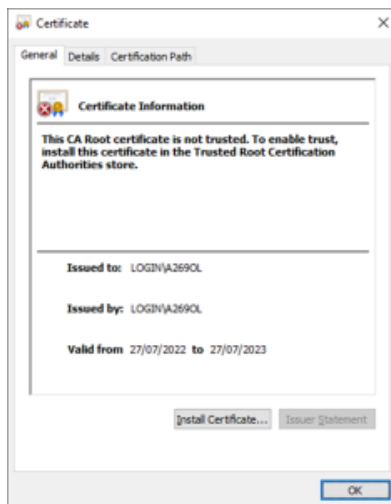 Certificate
General Details Certification Path
Certificate Information
This CA Root certificate is not trusted. To enable trust,
install this certificate in the Trusted Root Certification
Authorities store.
Issued to: LOGIN\A269OL
Issued by: LOGIN\A269OL
Valid from 27/07/2022 to 27/07/2023
Install Certificate... Issuer Statement
OK